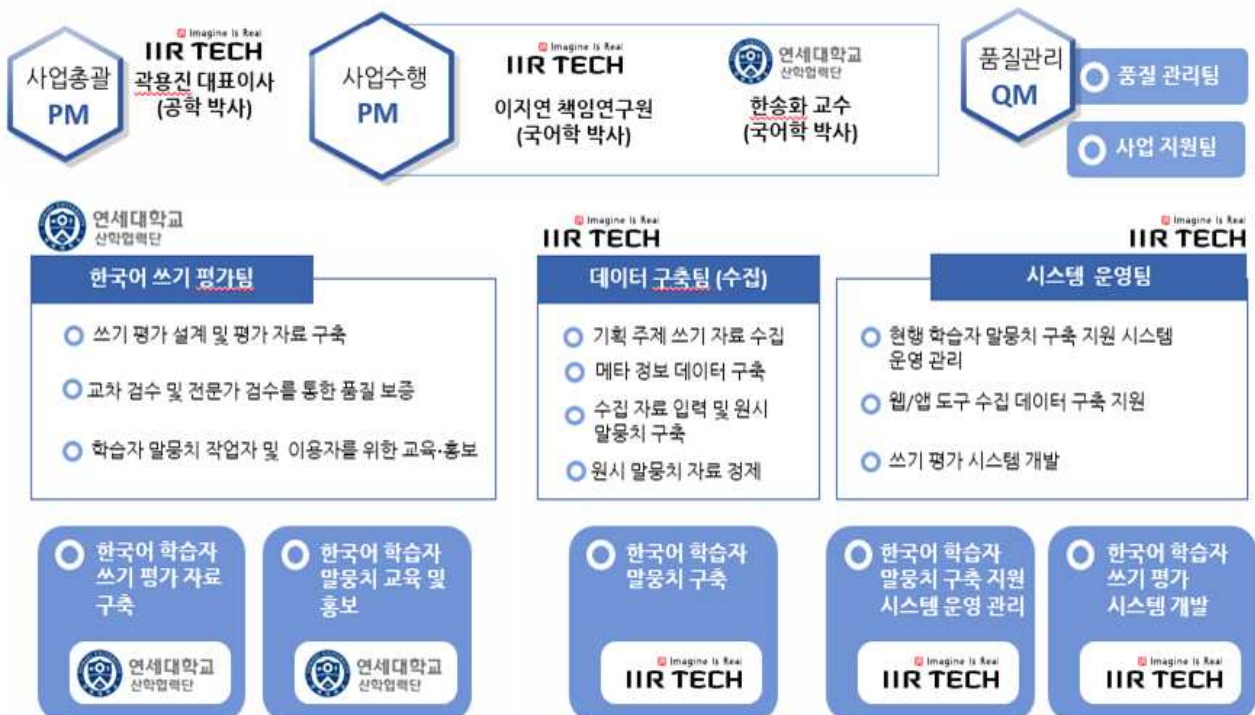 사업총괄
PM
Imagine Is Real
IIR TECH
곽용진 대표이사
(공학 박사)
사업수행
PM
Imagine Is Real
IIR TECH
이지연 책임연구원
(국어학 박사)
연세대학교
산학협력단
한송화 교수
(국어학 박사)
품질관리
QM
품질 관리팀
사업 지원팀
연세대학교
산학협력단
한국어 쓰기 평가팀
쓰기 평가 설계 및 평가 자료 구축
교차 검수 및 전문가 검수를 통한 품질 보증
학습자 말뭉치 작업자 및 이용자를 위한 교육·홍보
Imagine Is Real
IIR TECH
데이터 구축팀 (수집)
기획 주제 쓰기 자료 수집
메타 정보 데이터 구축
수집 자료 입력 및 원시
말뭉치 구축
원시 말뭉치 자료 정제
Imagine Is Real
IIR TECH
시스템 운영팀
현행 학습자 말뭉치 구축 지원 시스템
운영 관리
웹/앱 도구 수집 데이터 구축 지원
쓰기 평가 시스템 개발
한국어 학습자
쓰기 평가 자료
구축
연세대학교
산학협력단
한국어 학습자
말뭉치 교육 및
홍보
연세대학교
산학협력단
한국어 학습자
말뭉치 구축
Imagine Is Real
IIR TECH
한국어 학습자
말뭉치 구축 지원
시스템 운영 관리
Imagine Is Real
IIR TECH
한국어 학습자
쓰기 평가
시스템 개발
Imagine Is Real
IIR TECH